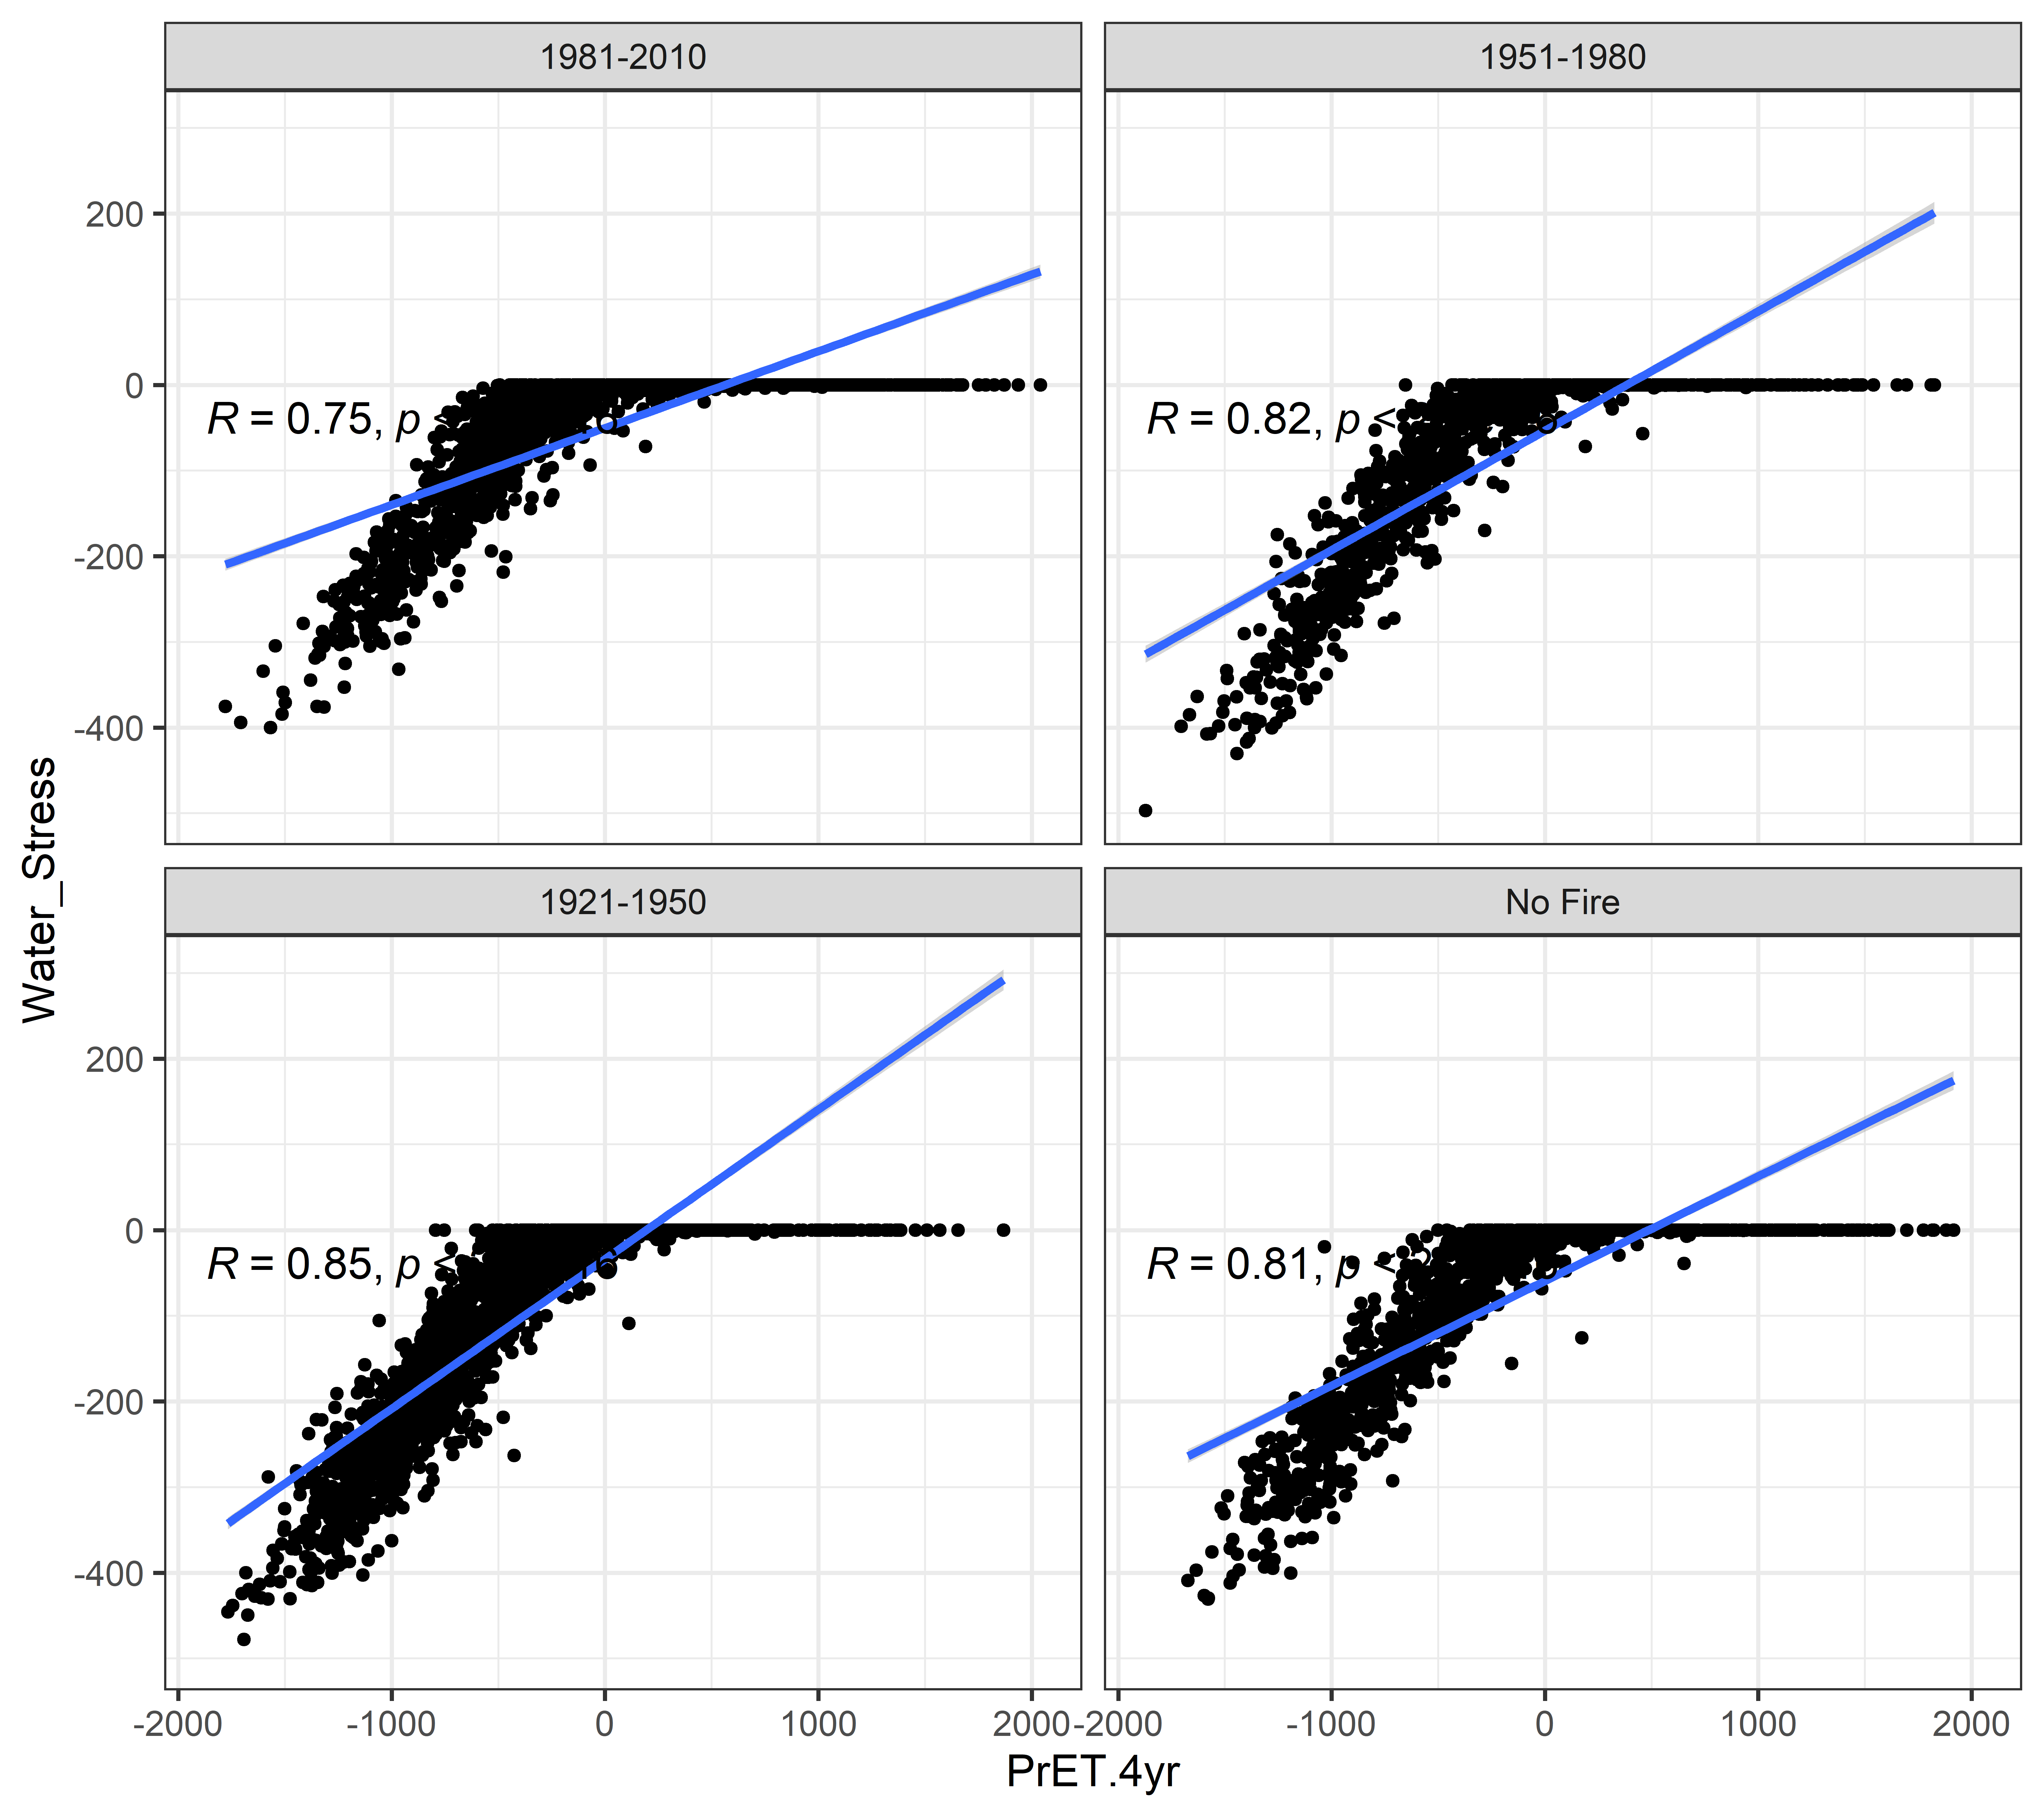 1981-2010
1951-1980
200
0
-200
-400
R = 0.75, p <
R = 0.82, p <
1921-1950
No Fire
200
0
-200
-400
R = 0.85, p <
R = 0.81, p <
Water_Stress
-2000 -1000 0 1000 2000
-2000 -1000 0 1000 2000
PrET.4yr